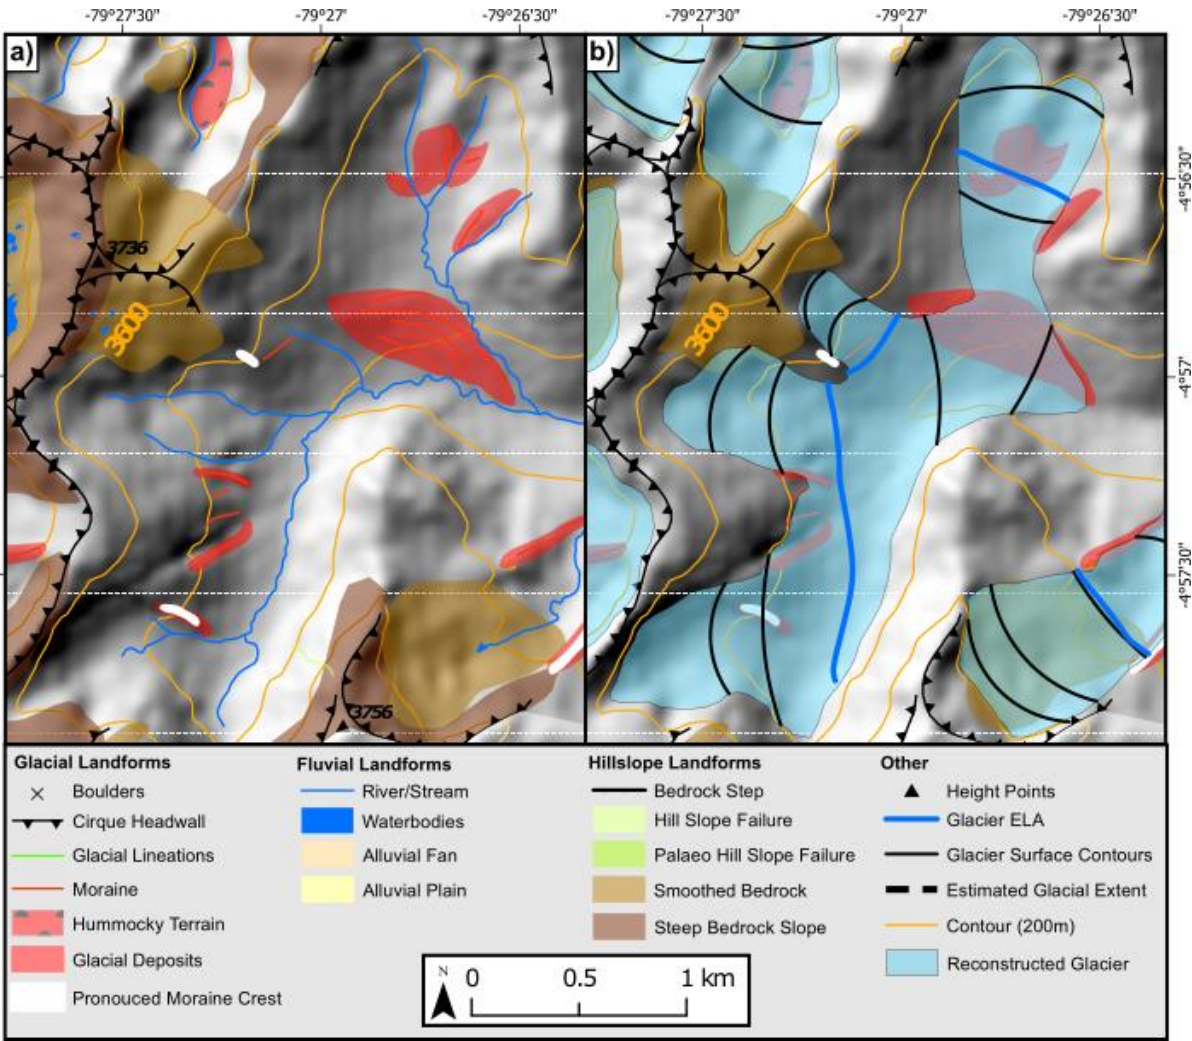 -79°27'30" -79°27' -79°26'30" -79°27'30" -79°27' -79°26'30"
a) b)
-4°56'30"
3736
3600 3600
-4°57'
-4°57'30"
3756
Glacial Landforms
Boulders
Cirque Headwall
Glacial Lineations
Moraine
Hummocky Terrain
Glacial Deposits
Pronouced Moraine Crest
Fluvial Landforms
River/Stream
Waterbodies
Alluvial Fan
Alluvial Plain
Hillslope Landforms
Bedrock Step
Hill Slope Failure
Palaeo Hill Slope Failure
Smoothed Bedrock
Steep Bedrock Slope
Other
Height Points
Glacier ELA
Glacier Surface Contours
Estimated Glacial Extent
Contour (200m)
Reconstructed Glacier
N 0 0.5 1 km